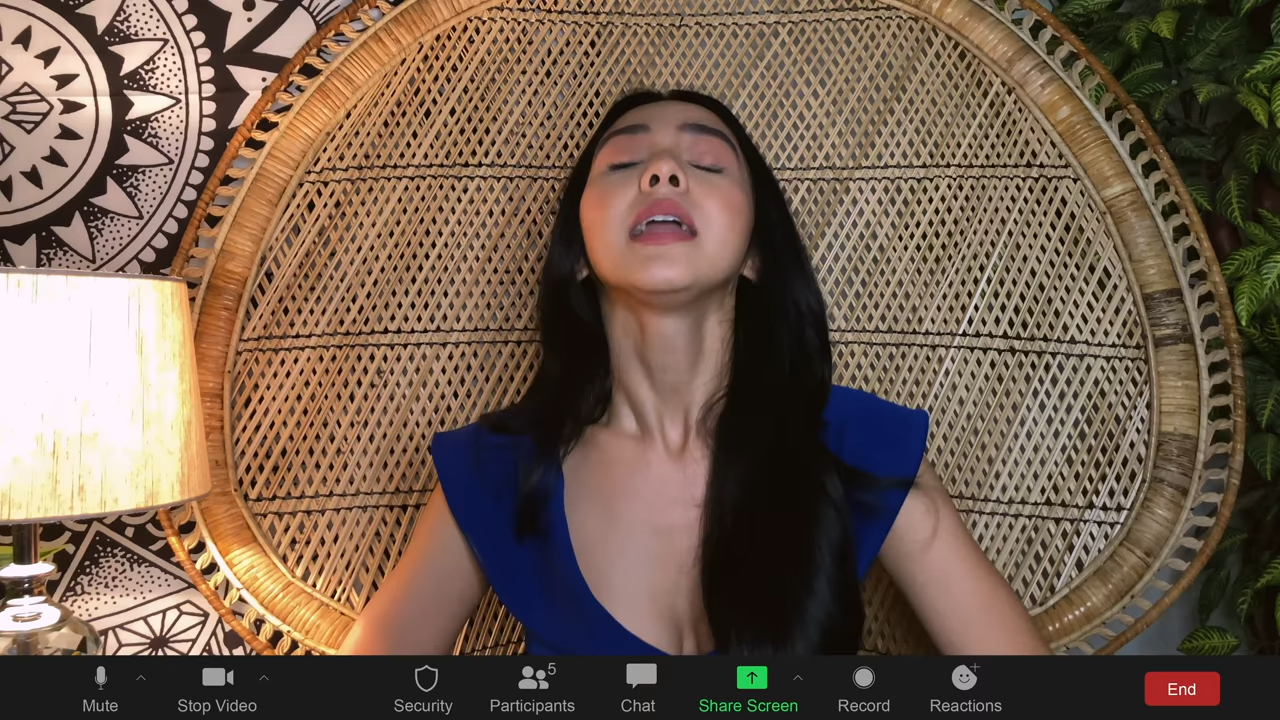 5
Mute
Stop Video
Security
Participants
Chat
Share Screen
Record
Reactions
End